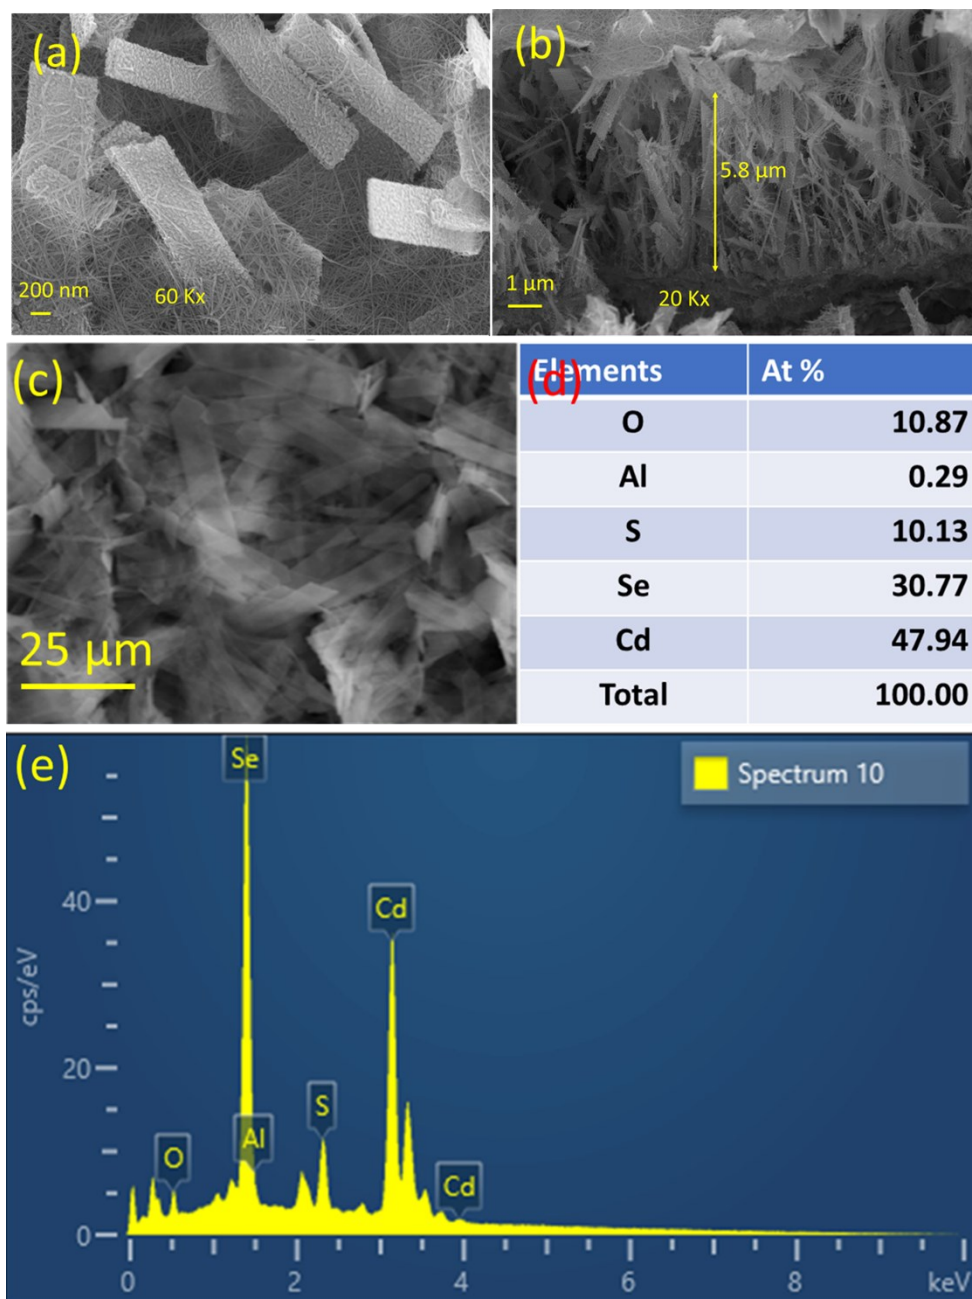 (a)
200 nm
60 Kx
(b)
5.8 µm
1 µm
20 Kx
(c)
25 µm
(d)
Elements At %
O 10.87
Al 0.29
S 10.13
Se 30.77
Cd 47.94
Total 100.00
(e)
Spectrum 10
Se
Cd
S
Al
O
Cd
cps/eV
40
20
0
0 2 4 6 8 keV